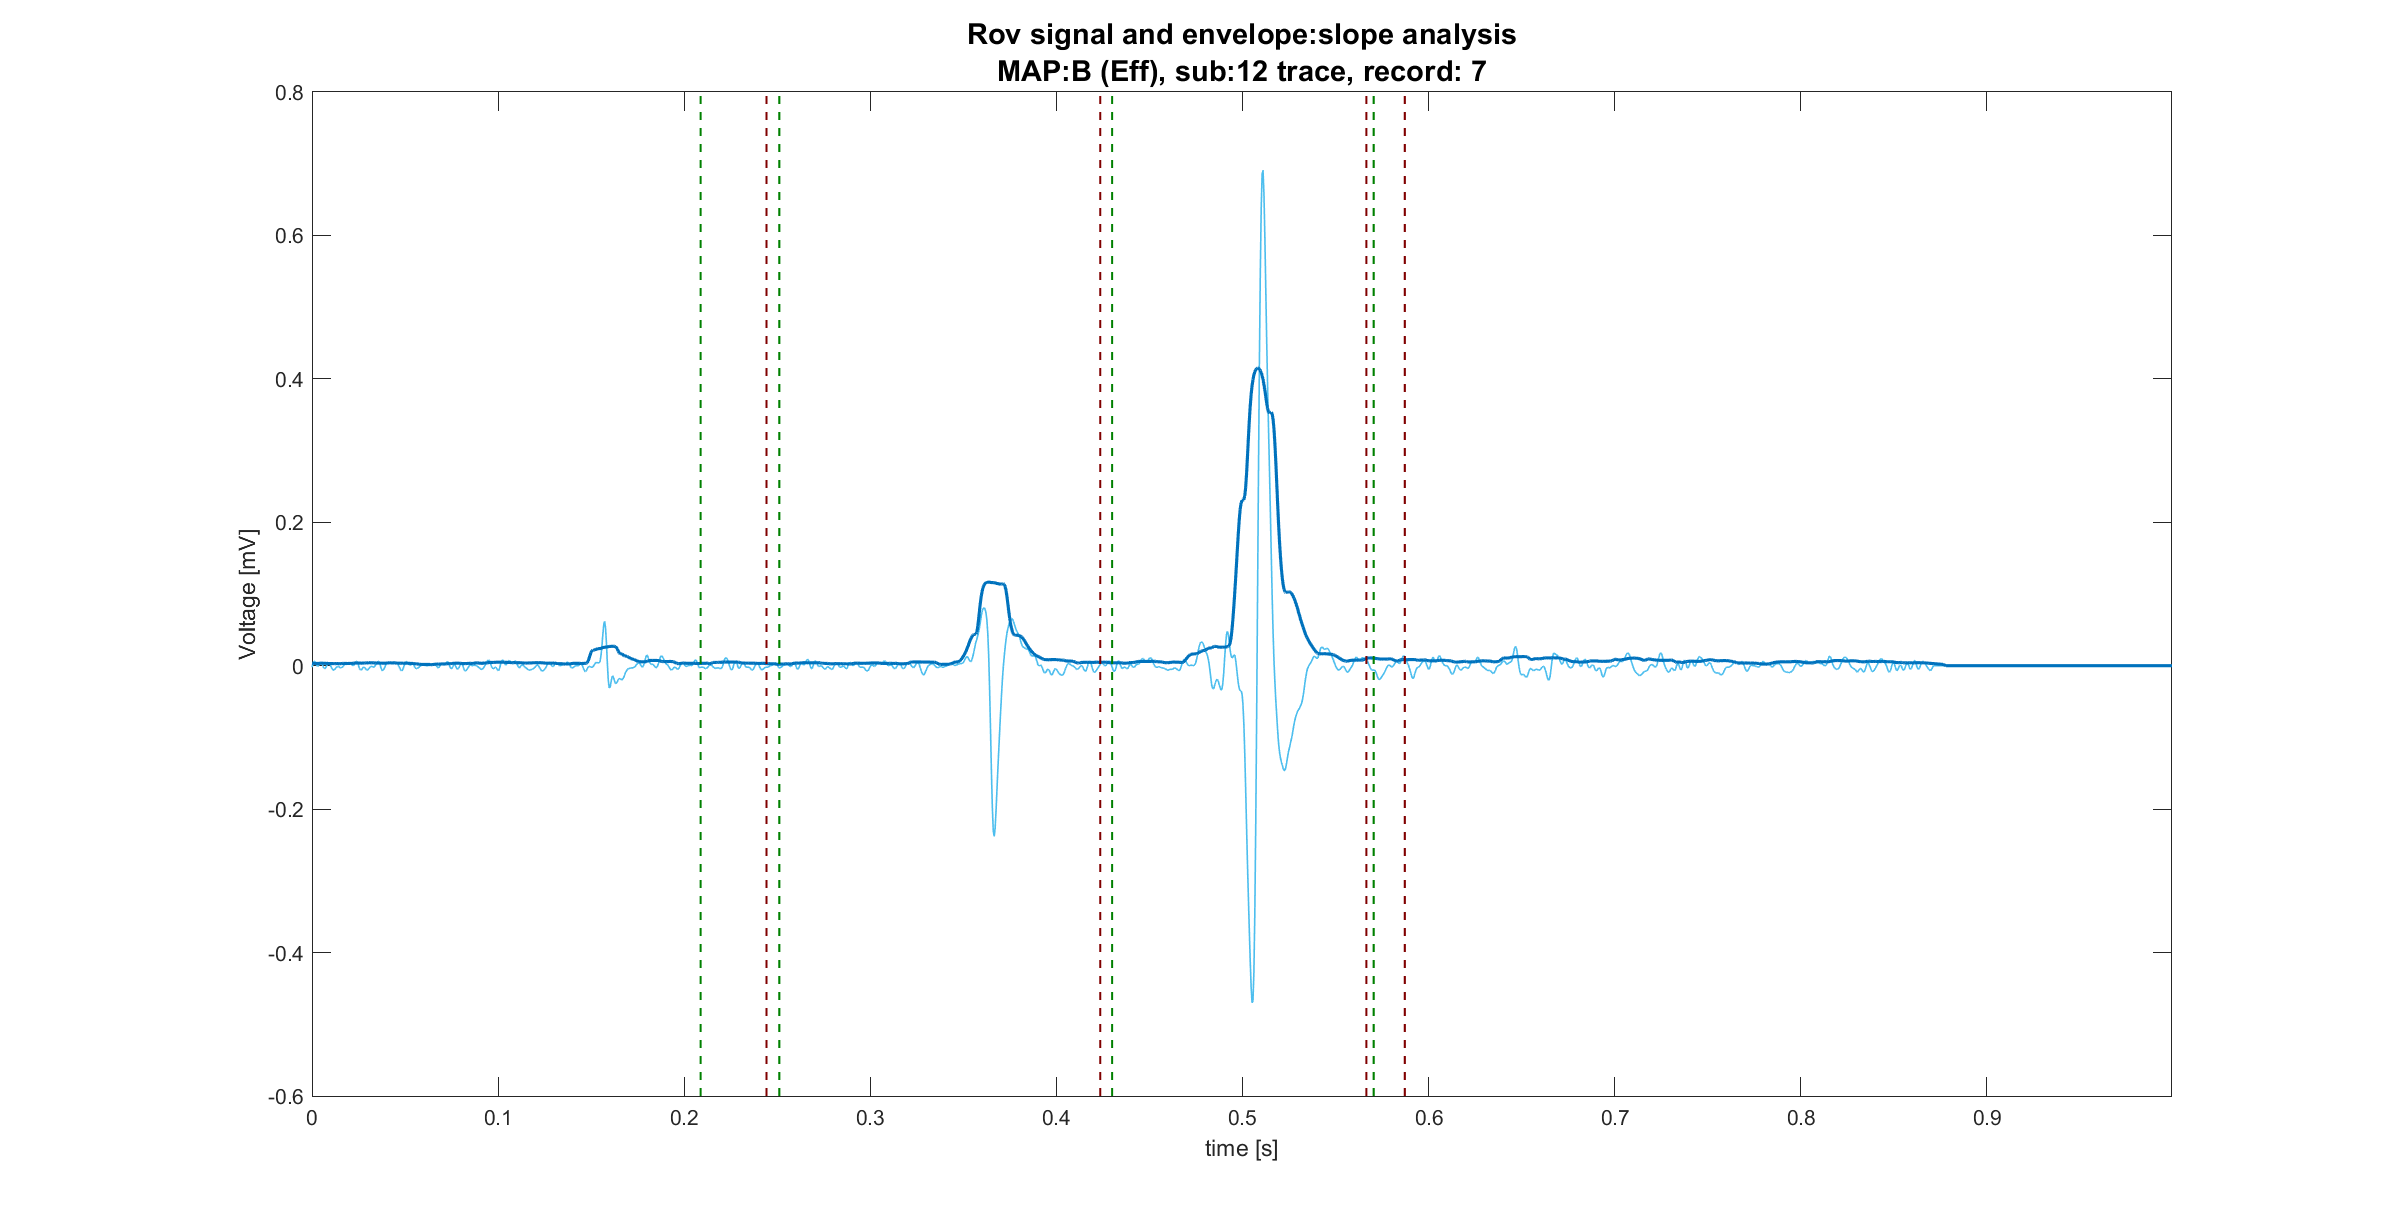 Rov signal and envelope:slope analysis
MAP:B (Eff), sub:12 trace, record: 7
0.8
0.6
0.4
0.2
0
-0.2
-0.4
-0.6
Voltage [mV]
0 0.1 0.2 0.3 0.4 0.5 0.6 0.7 0.8 0.9
time [s]